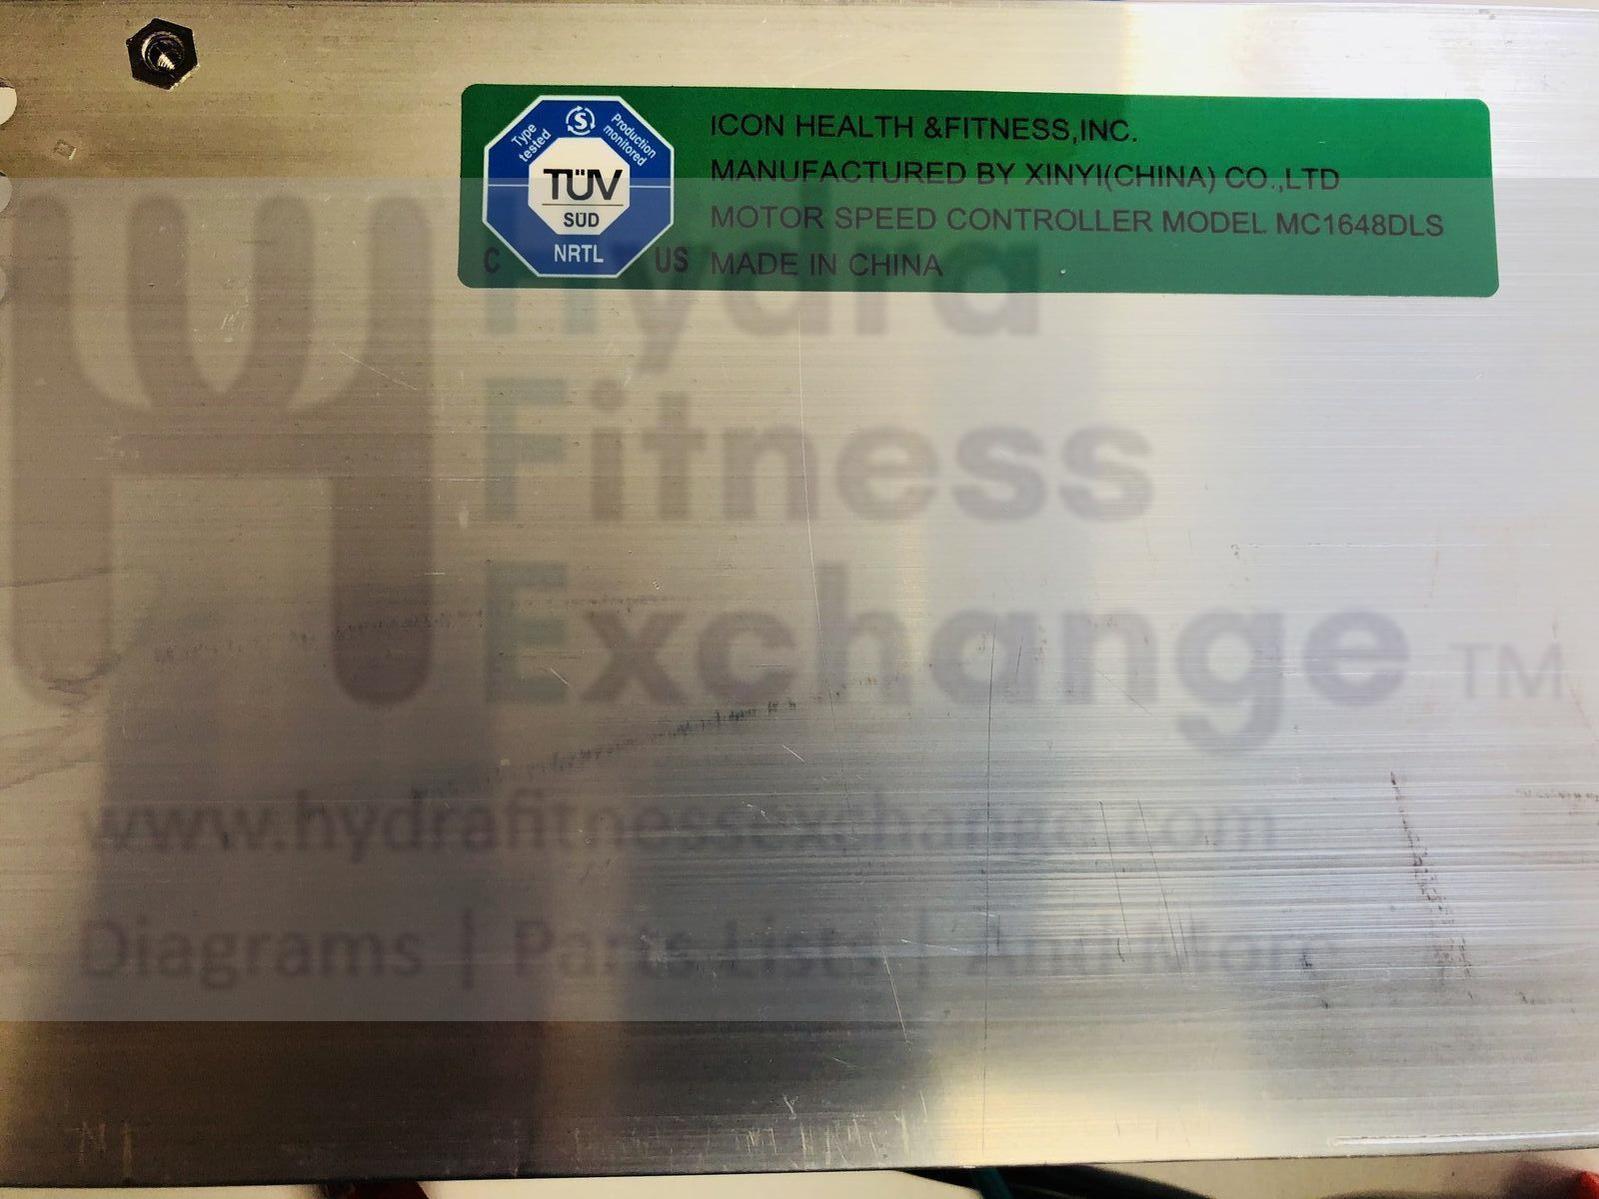 Type tested
S
Production monitored
TÜV
SÜD
C NRTL US
ICON HEALTH &FITNESS,INC.
MANUFACTURED BY XINYI(CHINA) CO.,LTD
MOTOR SPEED CONTROLLER MODEL MC1648DLS
MADE IN CHINA
Hydra
Fitness
Exchange TM
www.hydrafitnessexchange.com
Diagrams | Parts Lists | And More